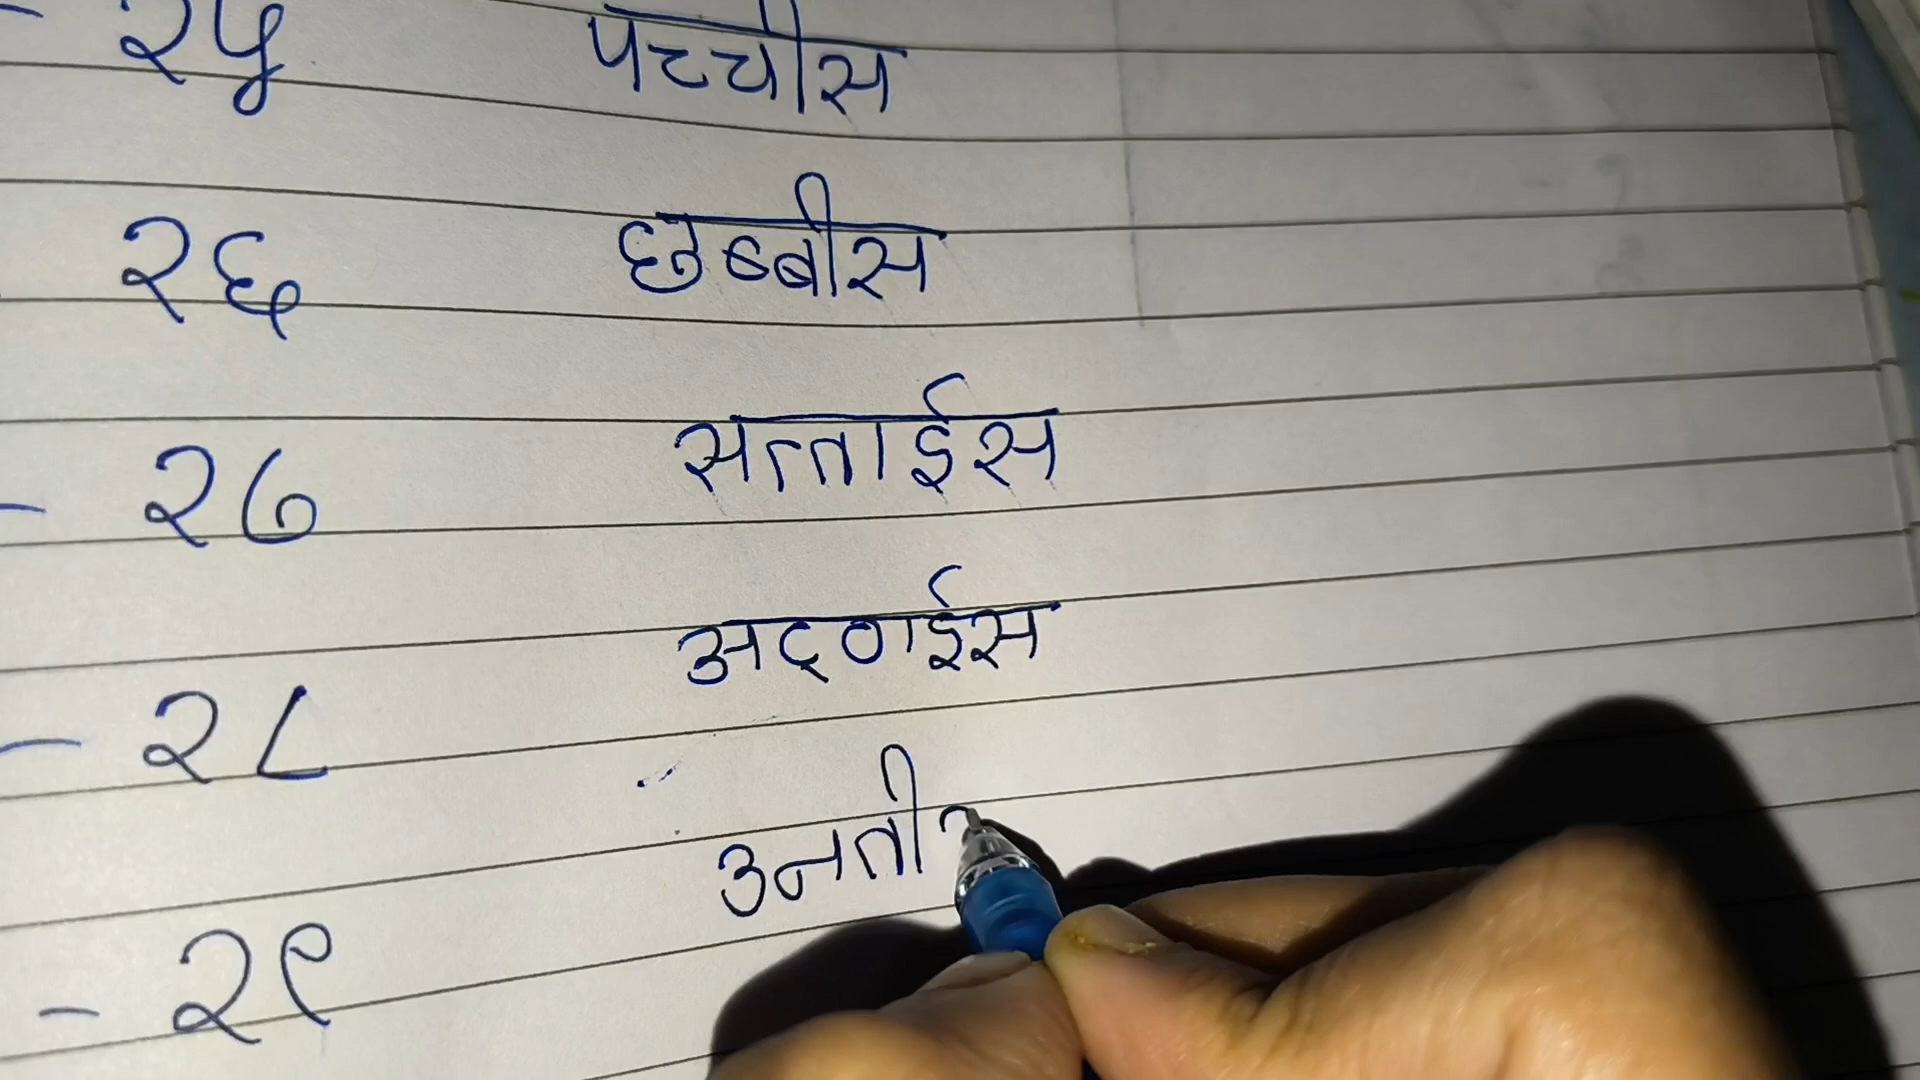 - २५ पच्चीस
२६ छब्बीस
- २७ सत्ताईस
- २८ अट्ठाईस
- २९ उनती